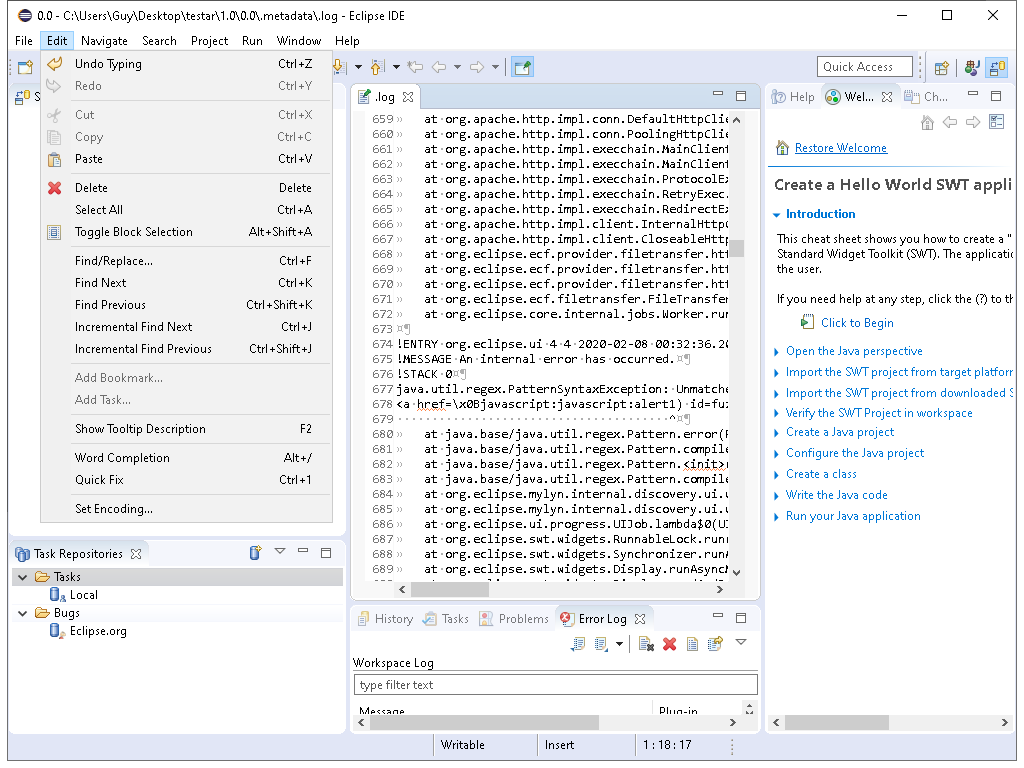 0.0 - C:\Users\Guy\Desktop\testar\1.0\0.0\.metadata\.log - Eclipse IDE
File Edit Navigate Search Project Run Window Help
Undo Typing Ctrl+Z
Redo Ctrl+Y
Cut Ctrl+X
Copy Ctrl+C
Paste Ctrl+V
Delete Delete
Select All Ctrl+A
Toggle Block Selection Alt+Shift+A
Find/Replace... Ctrl+F
Find Next Ctrl+K
Find Previous Ctrl+Shift+K
Incremental Find Next Ctrl+J
Incremental Find Previous Ctrl+Shift+J
Add Bookmark...
Add Task...
Show Tooltip Description F2
Word Completion Alt+/
Quick Fix Ctrl+1
Set Encoding...
Quick Access
S
.log
659 » at·org.apache.http.impl.conn.DefaultHttpClie
660 » at·org.apache.http.impl.conn.PoolingHttpClie
661 » at·org.apache.http.impl.execchain.MainClient
662 » at·org.apache.http.impl.execchain.MainClient
663 » at·org.apache.http.impl.execchain.ProtocolEx
664 » at·org.apache.http.impl.execchain.RetryExec.
665 » at·org.apache.http.impl.execchain.RedirectEx
666 » at·org.apache.http.impl.client.InternalHttpC
667 » at·org.apache.http.impl.client.CloseableHttp
668 » at·org.eclipse.ecf.provider.filetransfer.htt
669 » at·org.eclipse.ecf.provider.filetransfer.htt
670 » at·org.eclipse.ecf.provider.filetransfer.htt
671 » at·org.eclipse.ecf.filetransfer.FileTransfer
672 » at·org.eclipse.core.internal.jobs.Worker.run
673 ¤¶
674 !ENTRY·org.eclipse.ui·4·4·2020-02-08·00:32:36.20
675 !MESSAGE·An·internal·error·has·occurred.¤¶
676 !STACK·0¤¶
677 java.util.regex.PatternSyntaxException:·Unmatche
678 <a·href=\x0Bjavascript:javascript:alert1)·id=fuz
679 ^¤¶
680 » at·java.base/java.util.regex.Pattern.error(P
681 » at·java.base/java.util.regex.Pattern.compile
682 » at·java.base/java.util.regex.Pattern.<init>
683 » at·java.base/java.util.regex.Pattern.compile
684 » at·org.eclipse.mylyn.internal.discovery.ui.
685 » at·org.eclipse.mylyn.internal.discovery.ui.
686 » at·org.eclipse.ui.progress.UIJob.lambda$0(UI
687 » at·org.eclipse.swt.widgets.RunnableLock.run
688 » at·org.eclipse.swt.widgets.Synchronizer.run
689 » at·org.eclipse.swt.widgets.Display.runAsyncM
Help Wel... Ch...
Restore Welcome
Create a Hello World SWT appli
Introduction
This cheat sheet shows you how to create a "
Standard Widget Toolkit (SWT). The applicatio
the user.
If you need help at any step, click the (?) to th
Click to Begin
Open the Java perspective
Import the SWT project from target platform
Import the SWT project from downloaded S
Verify the SWT Project in workspace
Create a Java project
Configure the Java project
Create a class
Write the Java code
Run your Java application
Task Repositories
Tasks
Local
Bugs
Eclipse.org
History Tasks Problems Error Log
Workspace Log
type filter text
Message Plug-in
Writable Insert 1 : 18 : 17